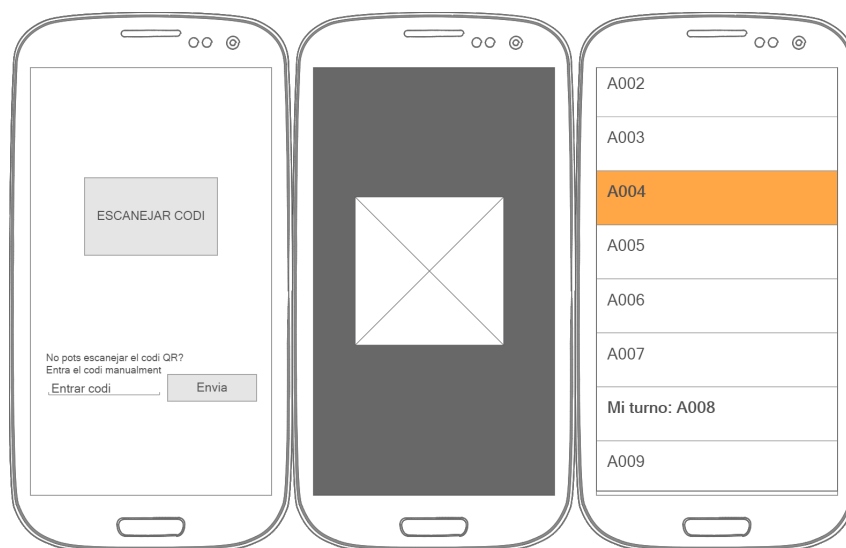 ESCANEJAR CODI
No pots escanejar el codi QR?
Entra el codi manualment
Entrar codi
Envia
A002
A003
A004
A005
A006
A007
Mi turno: A008
A009